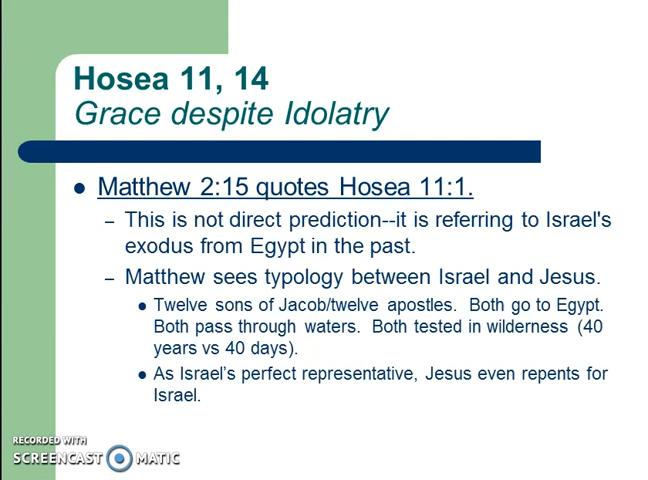 Hosea 11, 14
Grace despite Idolatry
Matthew 2:15 quotes Hosea 11:1.
– This is not direct prediction--it is referring to Israel's
exodus from Egypt in the past.
– Matthew sees typology between Israel and Jesus.
Twelve sons of Jacob/twelve apostles. Both go to Egypt.
Both pass through waters. Both tested in wilderness (40
years vs 40 days).
As Israel’s perfect representative, Jesus even repents for
Israel.
RECORDED WITH
SCREENCAST MATIC